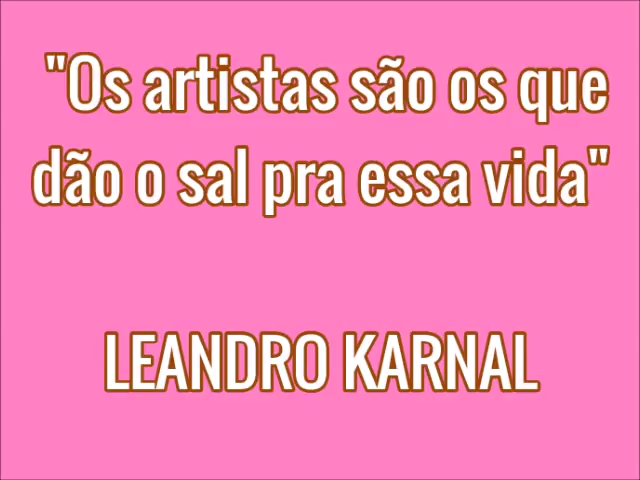 "Os artistas são os que
dão o sal pra essa vida"
LEANDRO KARNAL